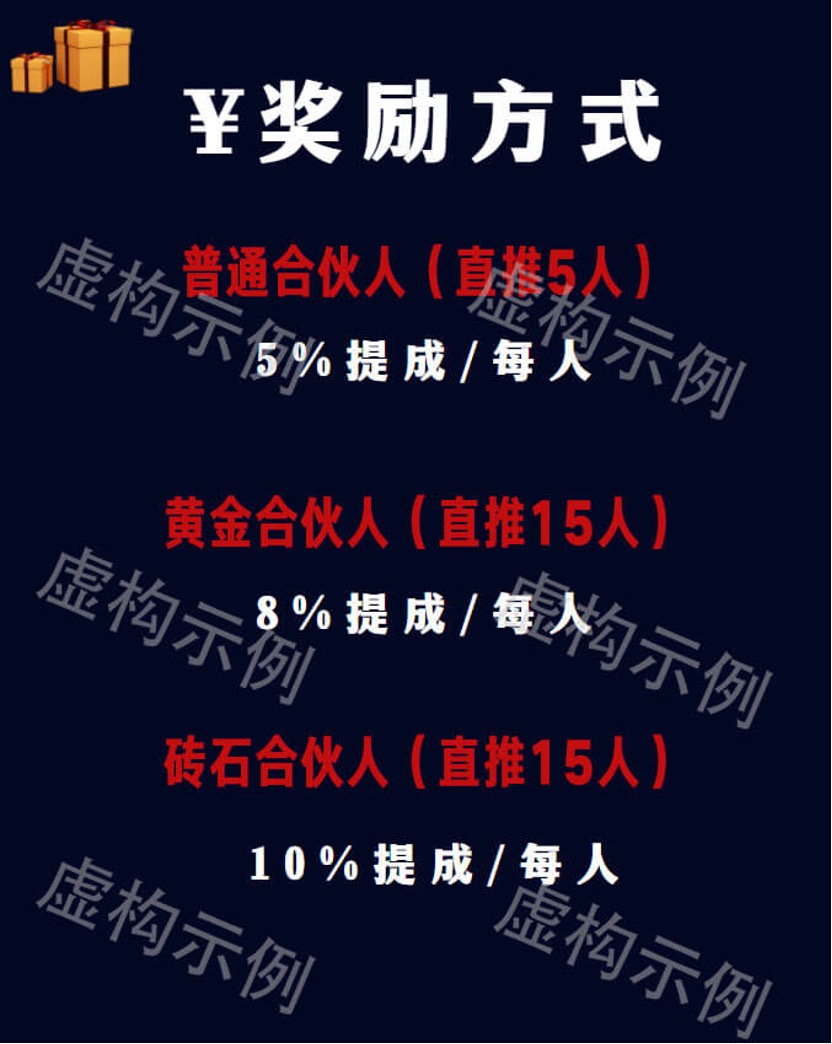 ¥奖励方式
普通合伙人（直推5人）
5%提成/每人
黄金合伙人（直推15人）
8%提成/每人
砖石合伙人（直推15人）
10%提成/每人
虚构示例
虚构示例
虚构示例
虚构示例
虚构示例
虚构示例